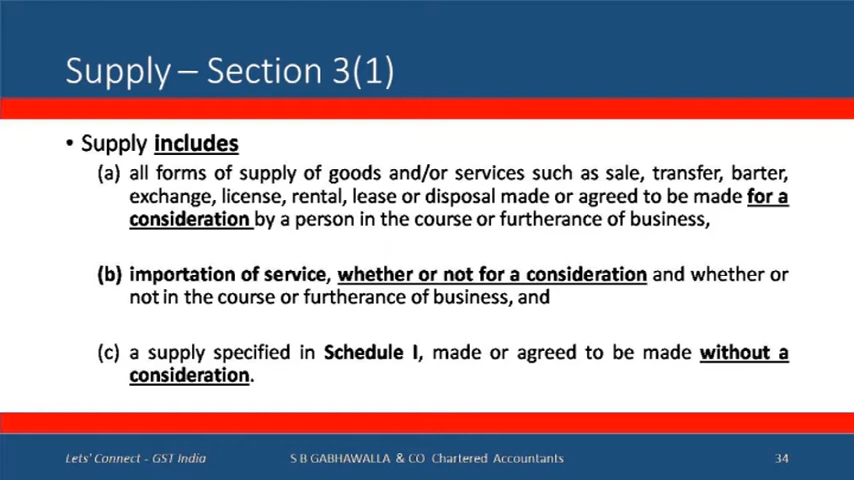 Supply – Section 3(1)
• Supply includes
(a) all forms of supply of goods and/or services such as sale, transfer, barter,
exchange, license, rental, lease or disposal made or agreed to be made for a
consideration by a person in the course or furtherance of business,
(b) importation of service, whether or not for a consideration and whether or
not in the course or furtherance of business, and
(c) a supply specified in Schedule I, made or agreed to be made without a
consideration.
Lets' Connect - GST India
S B GABHAWALLA & CO Chartered Accountants
34